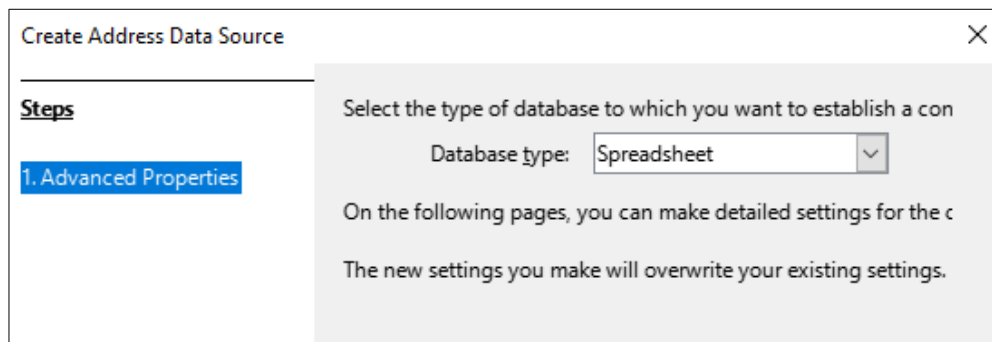 Create Address Data Source
Steps
1. Advanced Properties
Select the type of database to which you want to establish a con
Database type: Spreadsheet
On the following pages, you can make detailed settings for the c
The new settings you make will overwrite your existing settings.